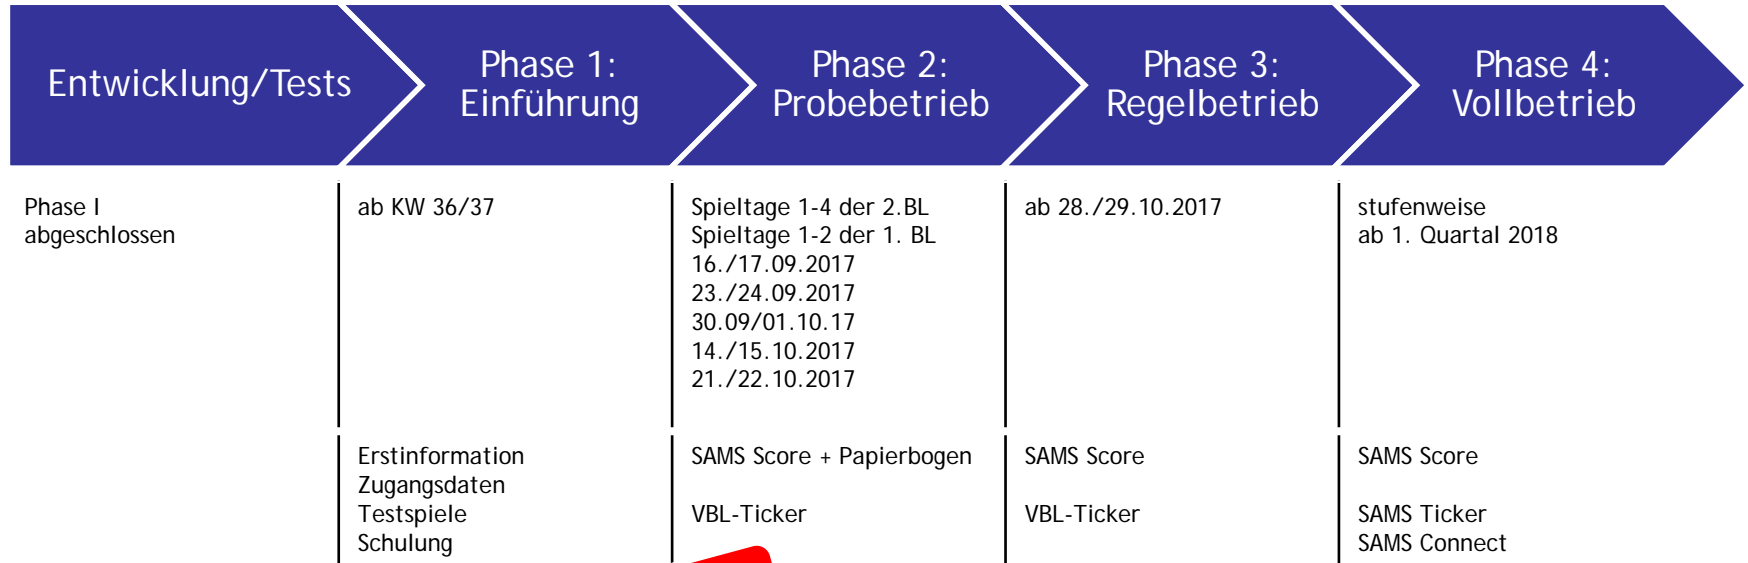 Entwicklung/Tests
Phase 1:
Einführung
Phase 2:
Probebetrieb
Phase 3:
Regelbetrieb
Phase 4:
Vollbetrieb
Phase I
abgeschlossen
ab KW 36/37
Spieltage 1-4 der 2.BL
Spieltage 1-2 der 1. BL
16./17.09.2017
23./24.09.2017
30.09/01.10.17
14./15.10.2017
21./22.10.2017
ab 28./29.10.2017
stufenweise
ab 1. Quartal 2018
Erstinformation
Zugangsdaten
Testspiele
Schulung
SAMS Score + Papierbogen
VBL-Ticker
SAMS Score
VBL-Ticker
SAMS Score
SAMS Ticker
SAMS Connect